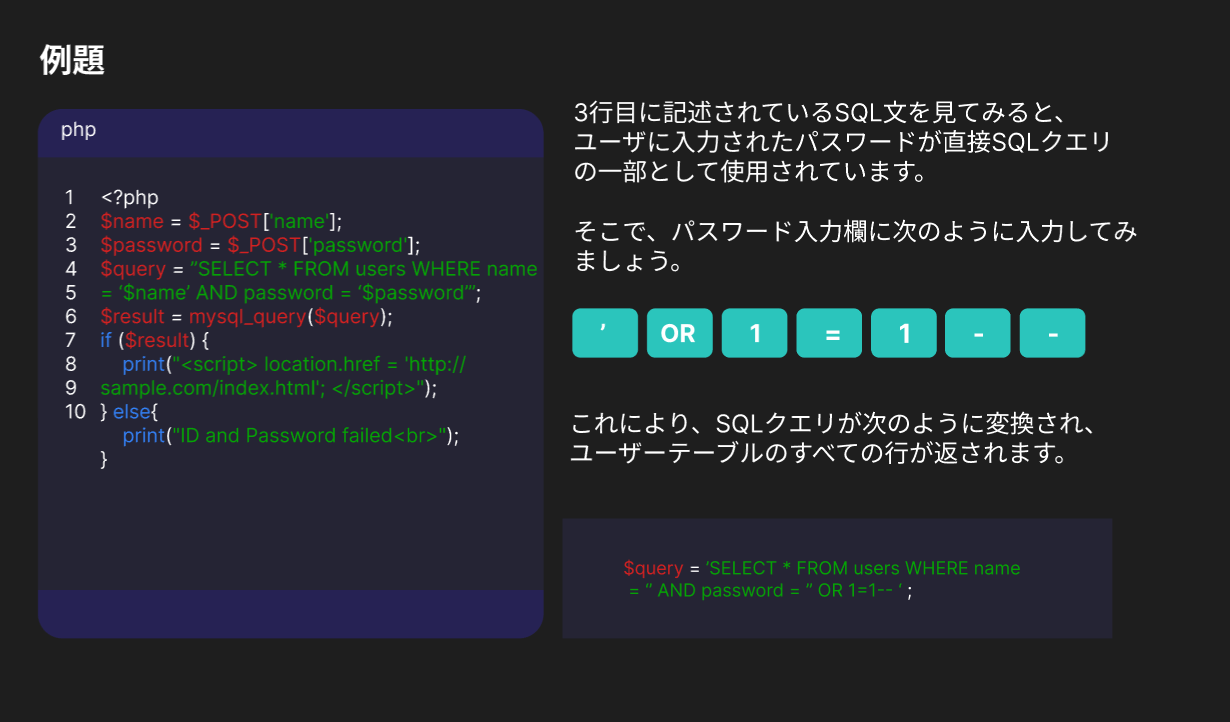 例題
php
1 <?php
2 $name = $_POST['name'];
3 $password = $_POST['password'];
4 $query = “SELECT * FROM users WHERE name
5 = ‘$name’ AND password = ‘$password’”;
6 $result = mysql_query($query);
7 if ($result) {
8 print("<script> location.href = 'http://
9 sample.com/index.html'; </script>");
10 } else{
print("ID and Password failed<br>");
}
3行目に記述されているSQL文を見てみると、
ユーザに入力されたパスワードが直接SQLクエリ
の一部として使用されています。
そこで、パスワード入力欄に次のように入力してみ
ましょう。
’ OR 1 = 1 - -
これにより、SQLクエリが次のように変換され、
ユーザーテーブルのすべての行が返されます。
$query = ‘SELECT * FROM users WHERE name
= ’’ AND password = ’’ OR 1=1-- ‘ ;